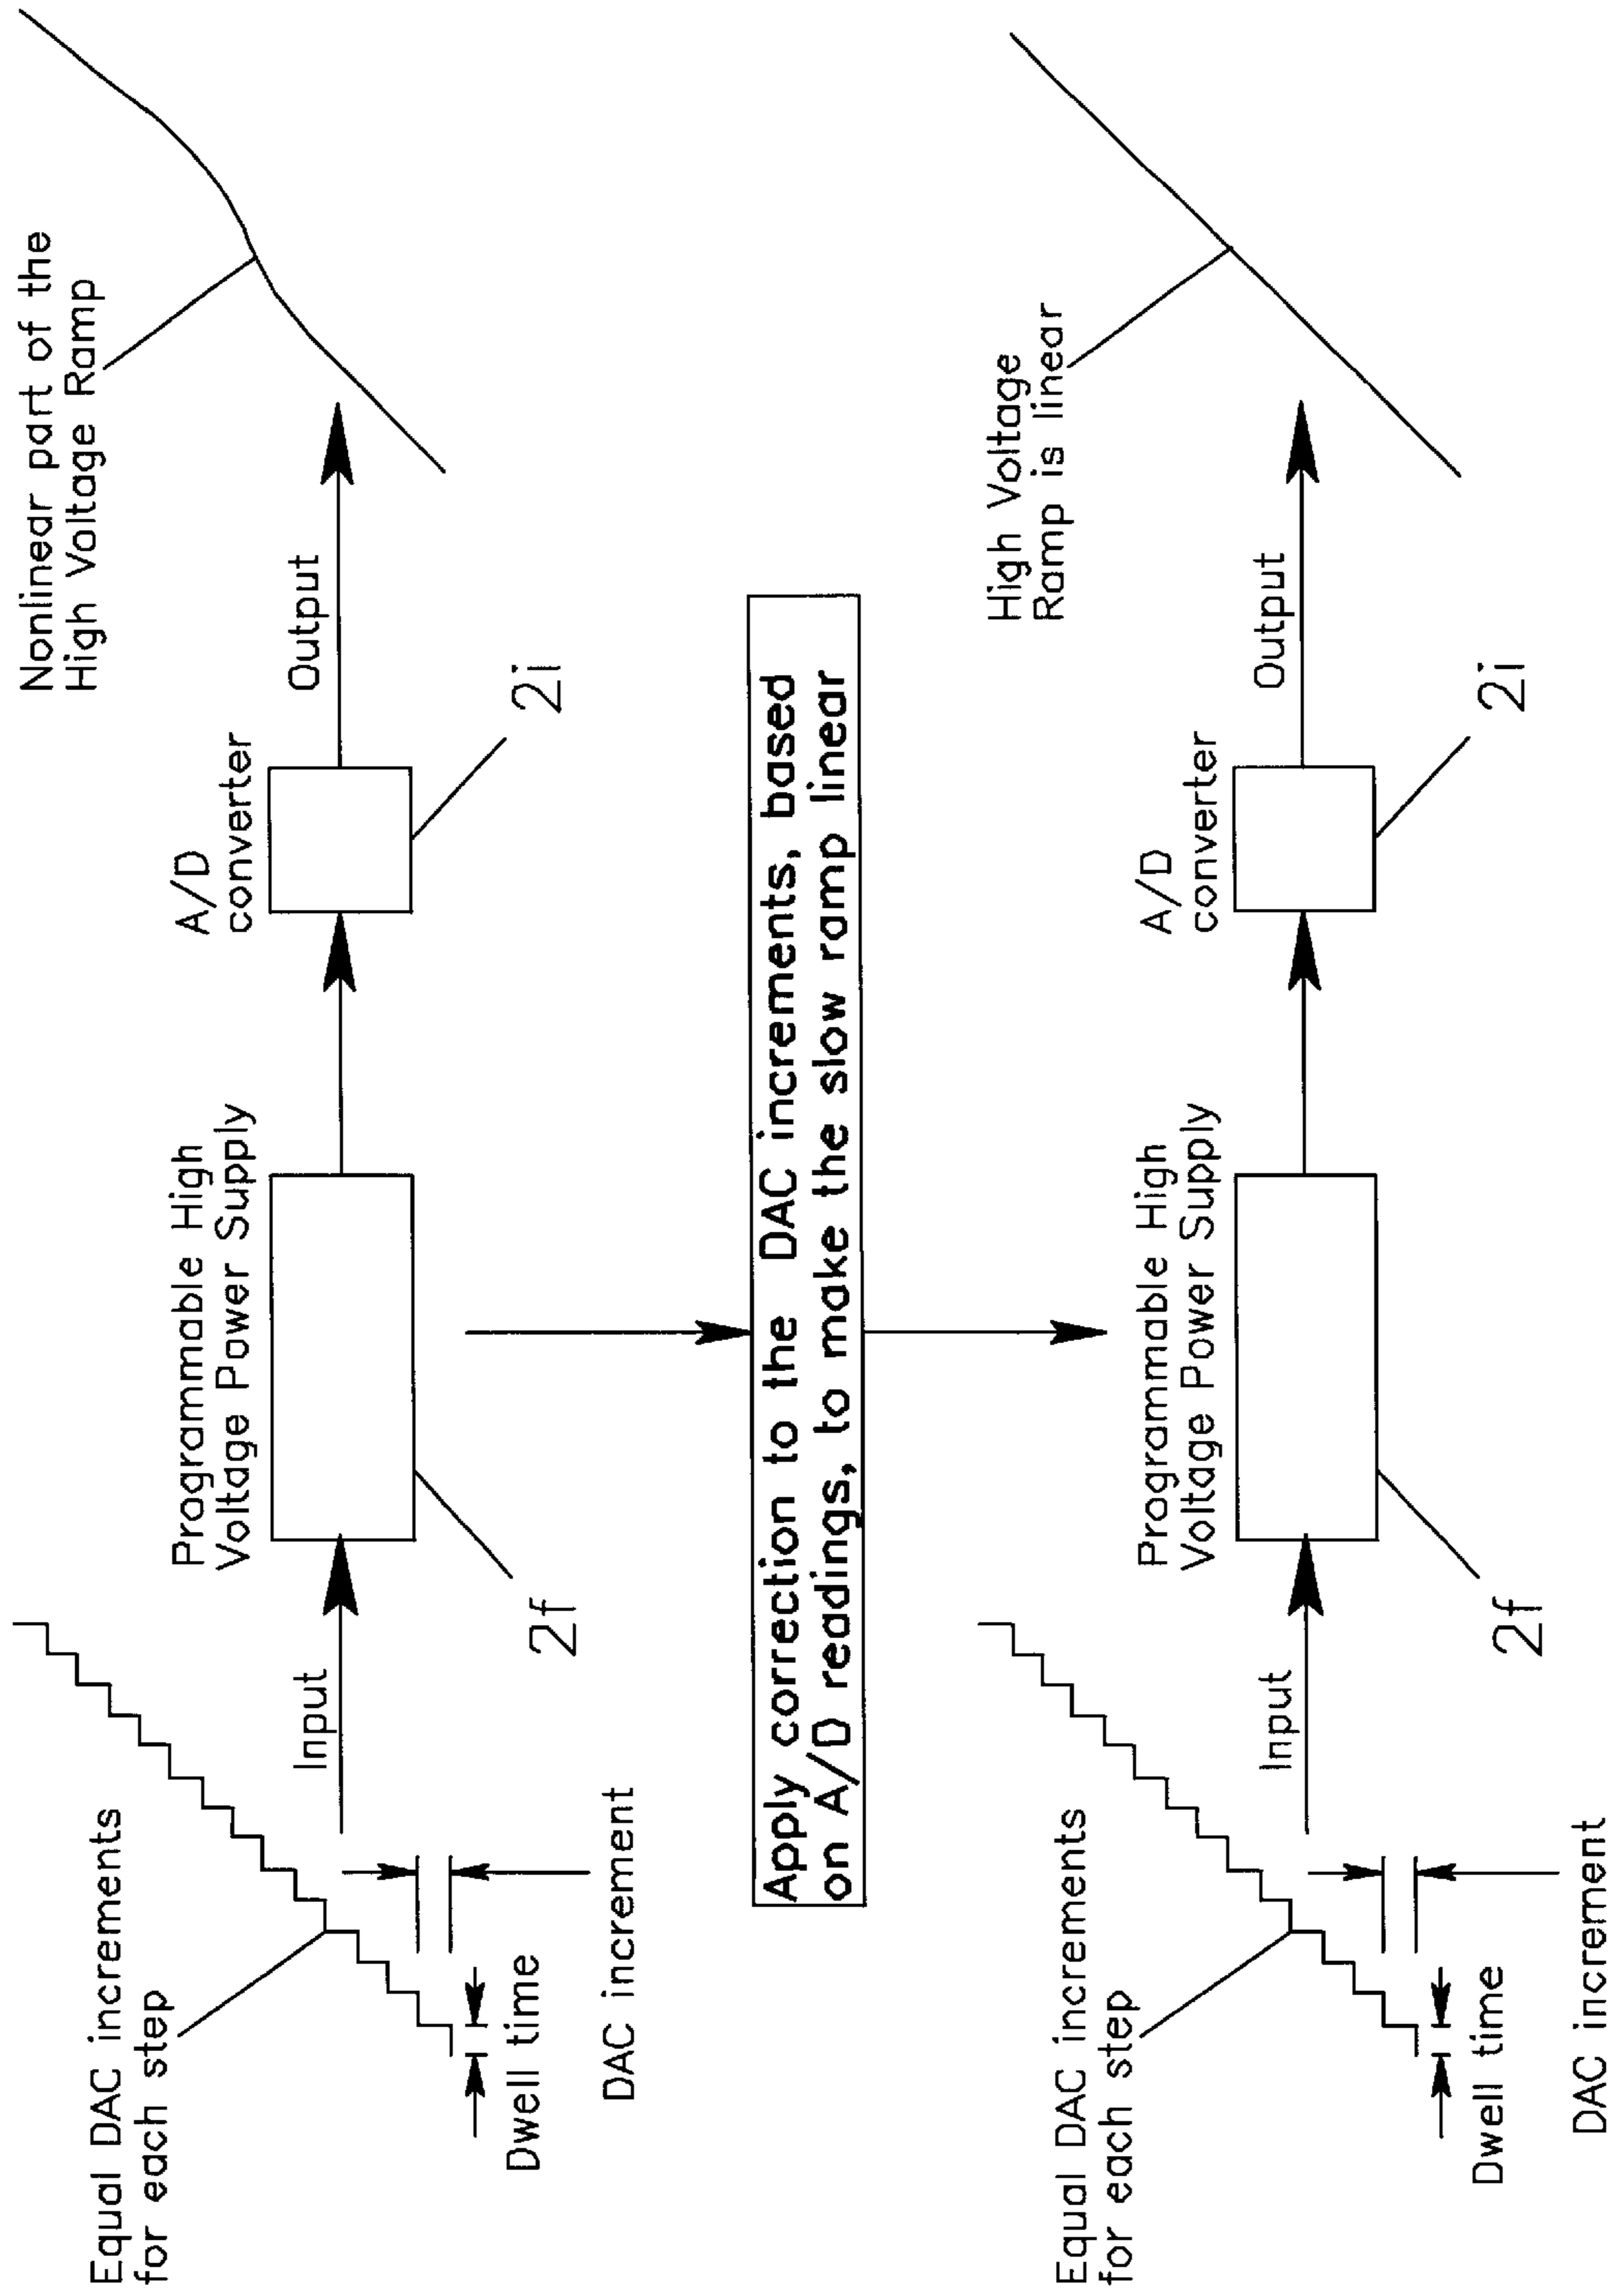 Equal DAC increments
for each step
Input
Dwell time
DAC increment
Programmable High
Voltage Power Supply
2f
A/D
converter
2i
Output
Nonlinear part of the
High Voltage Ramp
Apply correction to the DAC increments, based
on A/D readings, to make the slow ramp linear
Equal DAC increments
for each step
Input
Dwell time
DAC increment
Programmable High
Voltage Power Supply
2f
A/D
converter
2i
Output
High Voltage
Ramp is linear